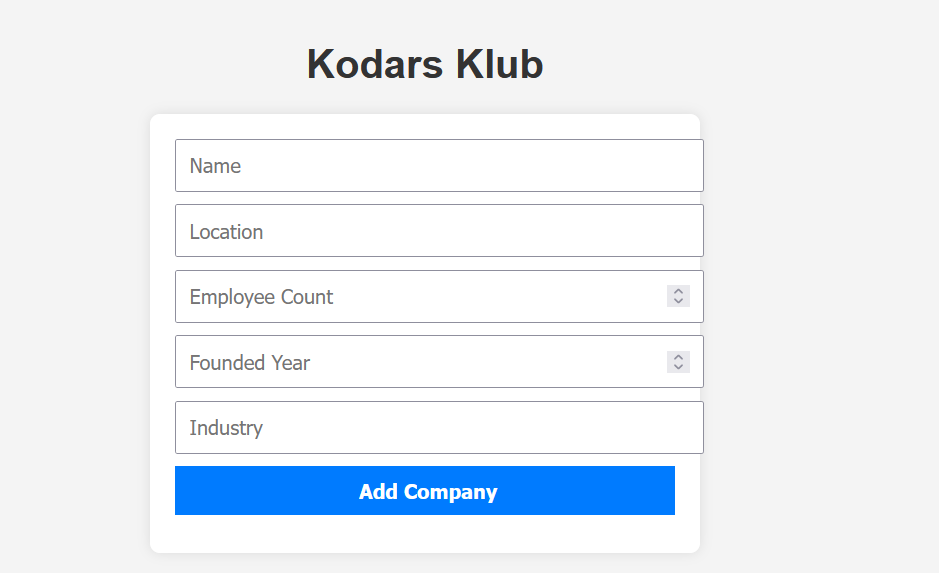 Kodars Klub
Name
Location
Employee Count
Founded Year
Industry
Add Company